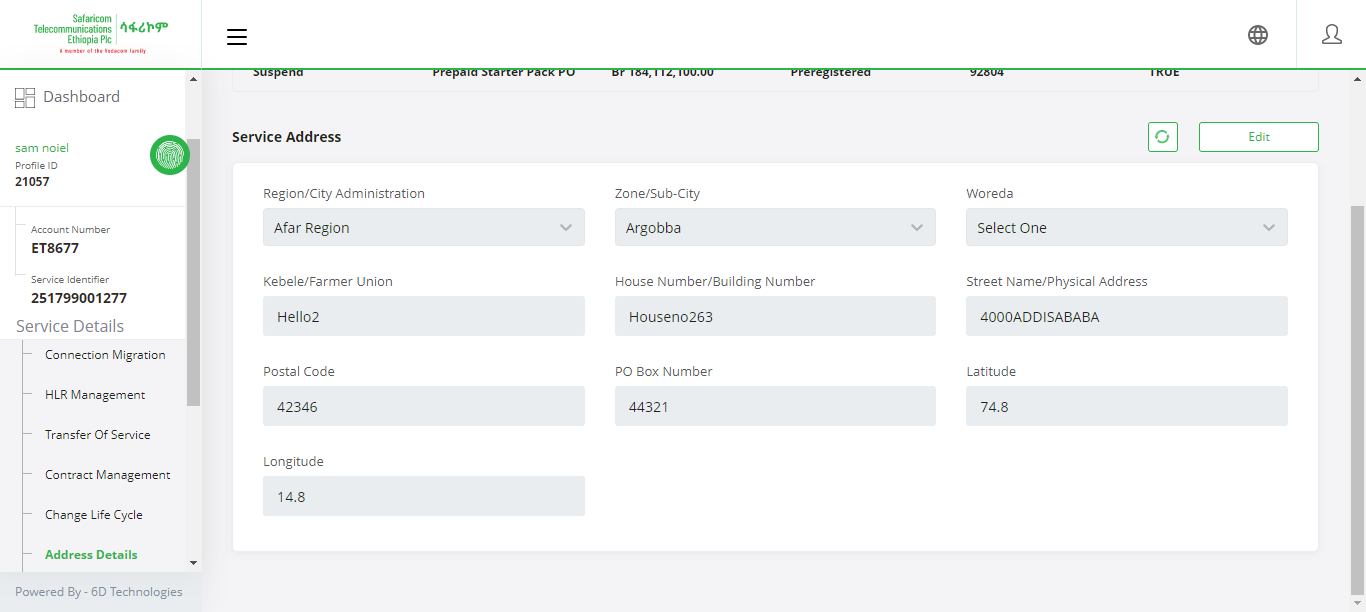 Safaricom
Telecommunications
Ethiopia Plc
ሳፋሪኮም
A member of the Vodacom family
Suspend Prepaid Starter Pack PO Br 184,112,100.00 Preregistered 92804 TRUE
Dashboard
sam noiel
Profile ID
21057
Account Number
ET8677
Service Identifier
251799001277
Service Details
Connection Migration
HLR Management
Transfer Of Service
Contract Management
Change Life Cycle
Address Details
Powered By - 6D Technologies
Service Address
Edit
Region/City Administration Zone/Sub-City Woreda
Afar Region Argobba Select One
Kebele/Farmer Union House Number/Building Number Street Name/Physical Address
Hello2 Houseno263 4000ADDISABABA
Postal Code PO Box Number Latitude
42346 44321 74.8
Longitude
14.8